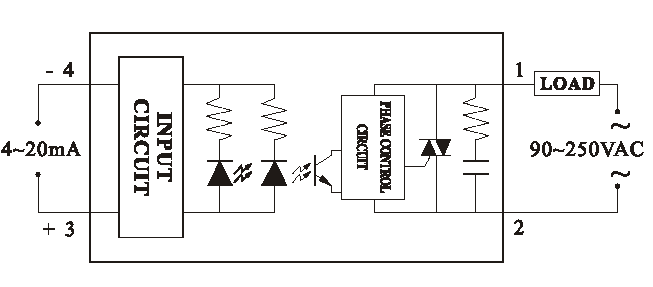 - 4
4~20mA
+ 3
INPUT
CIRCUIT
PHASE CONTROL
CIRCUIT
1
LOAD
~
90~250VAC
~
2